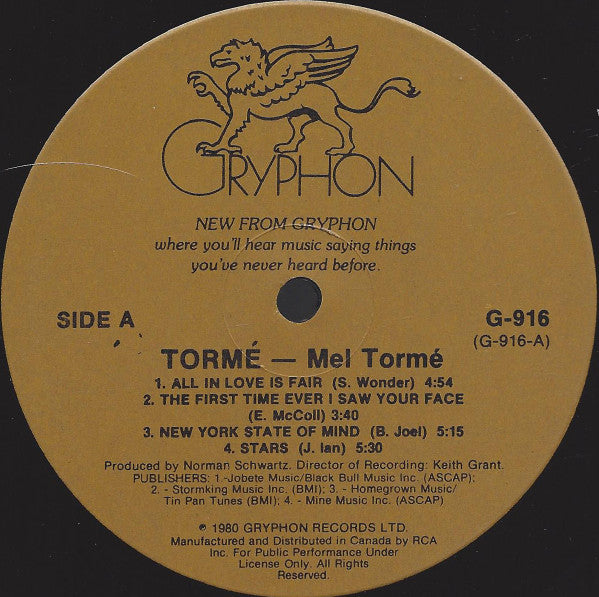 GRYPHON
NEW FROM GRYPHON
where you'll hear music saying things
you've never heard before.
SIDE A
G-916
(G-916-A)
TORMÉ — Mel Tormé
1. ALL IN LOVE IS FAIR (S. Wonder) 4:54
2. THE FIRST TIME EVER I SAW YOUR FACE
(E. McColl) 3:40
3. NEW YORK STATE OF MIND (B. Joel) 5:15
4. STARS (J. Ian) 5:30
Produced by Norman Schwartz. Director of Recording: Keith Grant.
PUBLISHERS: 1 -Jobete Music/Black Bull Music Inc. (ASCAP);
2. - Stormking Music Inc. (BMI); 3. - Homegrown Music/
Tin Pan Tunes (BMI); 4. - Mine Music Inc. (ASCAP)
℗ 1980 GRYPHON RECORDS LTD.
Manufactured and Distributed in Canada by RCA
Inc. For Public Performance Under
License Only. All Rights
Reserved.